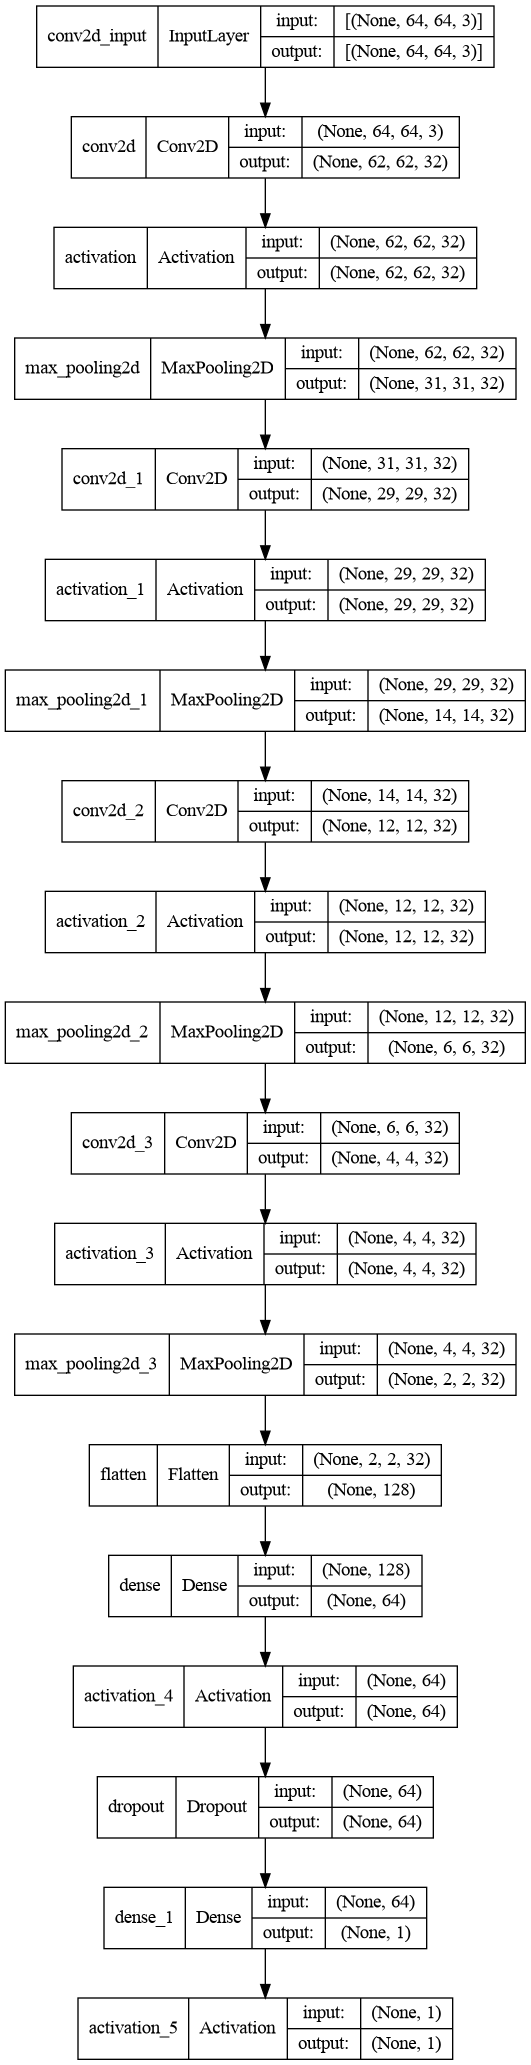 conv2d_input InputLayer input: [(None, 64, 64, 3)]
output: [(None, 64, 64, 3)]
conv2d Conv2D input: (None, 64, 64, 3)
output: (None, 62, 62, 32)
activation Activation input: (None, 62, 62, 32)
output: (None, 62, 62, 32)
max_pooling2d MaxPooling2D input: (None, 62, 62, 32)
output: (None, 31, 31, 32)
conv2d_1 Conv2D input: (None, 31, 31, 32)
output: (None, 29, 29, 32)
activation_1 Activation input: (None, 29, 29, 32)
output: (None, 29, 29, 32)
max_pooling2d_1 MaxPooling2D input: (None, 29, 29, 32)
output: (None, 14, 14, 32)
conv2d_2 Conv2D input: (None, 14, 14, 32)
output: (None, 12, 12, 32)
activation_2 Activation input: (None, 12, 12, 32)
output: (None, 12, 12, 32)
max_pooling2d_2 MaxPooling2D input: (None, 12, 12, 32)
output: (None, 6, 6, 32)
conv2d_3 Conv2D input: (None, 6, 6, 32)
output: (None, 4, 4, 32)
activation_3 Activation input: (None, 4, 4, 32)
output: (None, 4, 4, 32)
max_pooling2d_3 MaxPooling2D input: (None, 4, 4, 32)
output: (None, 2, 2, 32)
flatten Flatten input: (None, 2, 2, 32)
output: (None, 128)
dense Dense input: (None, 128)
output: (None, 64)
activation_4 Activation input: (None, 64)
output: (None, 64)
dropout Dropout input: (None, 64)
output: (None, 64)
dense_1 Dense input: (None, 64)
output: (None, 1)
activation_5 Activation input: (None, 1)
output: (None, 1)